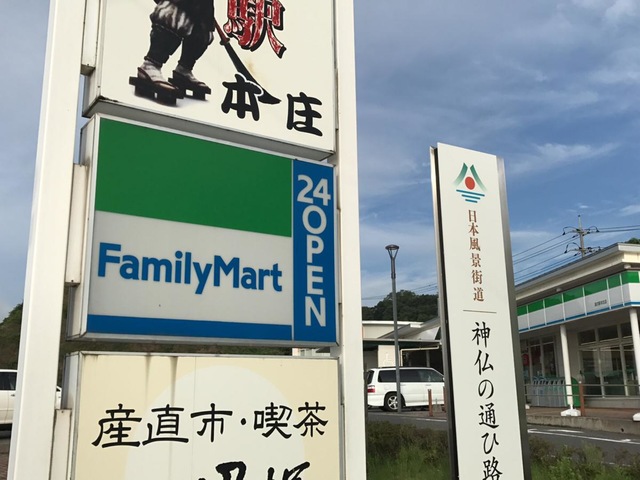 駅
本庄
FamilyMart
24 OPEN
産直市・喫茶
日本風景街道
神仏の通ひ路